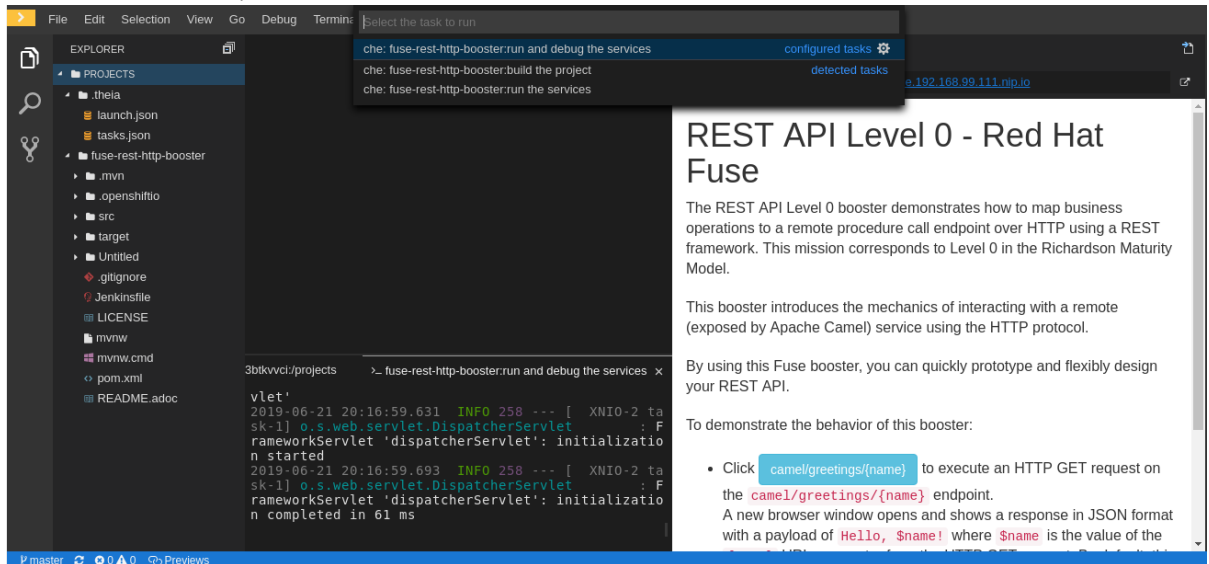 File Edit Selection View Go Debug
Select the task to run
che: fuse-rest-http-booster:run and debug the services configured tasks
che: fuse-rest-http-booster:build the project detected tasks
che: fuse-rest-http-booster:run the services
EXPLORER
PROJECTS
.theia
launch.json
tasks.json
fuse-rest-http-booster
.mvn
.openshiftio
src
target
Untitled
.gitignore
Jenkinsfile
LICENSE
mvnw
mvnw.cmd
pom.xml
README.adoc
3btkvvci:/projects >_ fuse-rest-http-booster:run and debug the services ×
vlet'
2019-06-21 20:16:59.631 INFO 258 --- [ XNIO-2 ta
sk-1] o.s.web.servlet.DispatcherServlet : F
rameworkServlet 'dispatcherServlet': initializatio
n started
2019-06-21 20:16:59.693 INFO 258 --- [ XNIO-2 ta
sk-1] o.s.web.servlet.DispatcherServlet : F
rameworkServlet 'dispatcherServlet': initializatio
n completed in 61 ms
e.192.168.99.111.nip.io
REST API Level 0 - Red Hat
Fuse
The REST API Level 0 booster demonstrates how to map business
operations to a remote procedure call endpoint over HTTP using a REST
framework. This mission corresponds to Level 0 in the Richardson Maturity
Model.
This booster introduces the mechanics of interacting with a remote
(exposed by Apache Camel) service using the HTTP protocol.
By using this Fuse booster, you can quickly prototype and flexibly design
your REST API.
To demonstrate the behavior of this booster:
• Click camel/greetings/{name} to execute an HTTP GET request on
the camel/greetings/{name} endpoint.
A new browser window opens and shows a response in JSON format
with a payload of Hello, $name! where $name is the value of the
master 0 0 Previews